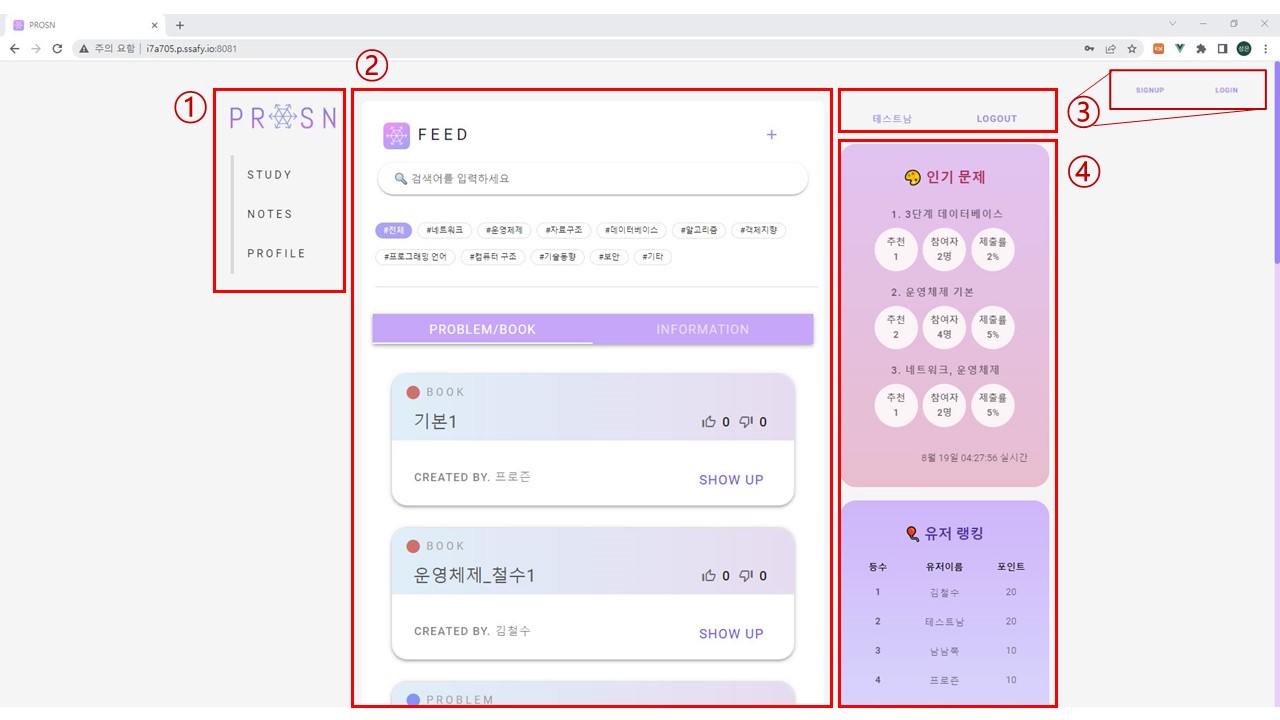 PROSN
주의 요함 | i7a705.p.ssafy.io:8081
①
PROSN
STUDY
NOTES
PROFILE
②
FEED +
검색어를 입력하세요
#전체 #네트워크 #운영체제 #자료구조 #데이터베이스 #알고리즘 #객체지향
#프로그래밍 언어 #컴퓨터 구조 #기술동향 #보안 #기타
PROBLEM/BOOK INFORMATION
BOOK
기본1 0 0
CREATED BY. 프로즌 SHOW UP
BOOK
운영체제_철수1 0 0
CREATED BY. 김철수 SHOW UP
PROBLEM
③
SIGNUP LOGIN
테스트남 LOGOUT
④
인기 문제
1. 3단계 데이터베이스
추천 참여자 제출률
1 2명 2%
2. 운영체제 기본
추천 참여자 제출률
2 4명 5%
3. 네트워크, 운영체제
추천 참여자 제출률
1 2명 5%
8월 19일 04:27:56 실시간
유저 랭킹
등수 유저이름 포인트
1 김철수 20
2 테스트남 20
3 남남쪽 10
4 프로즌 10